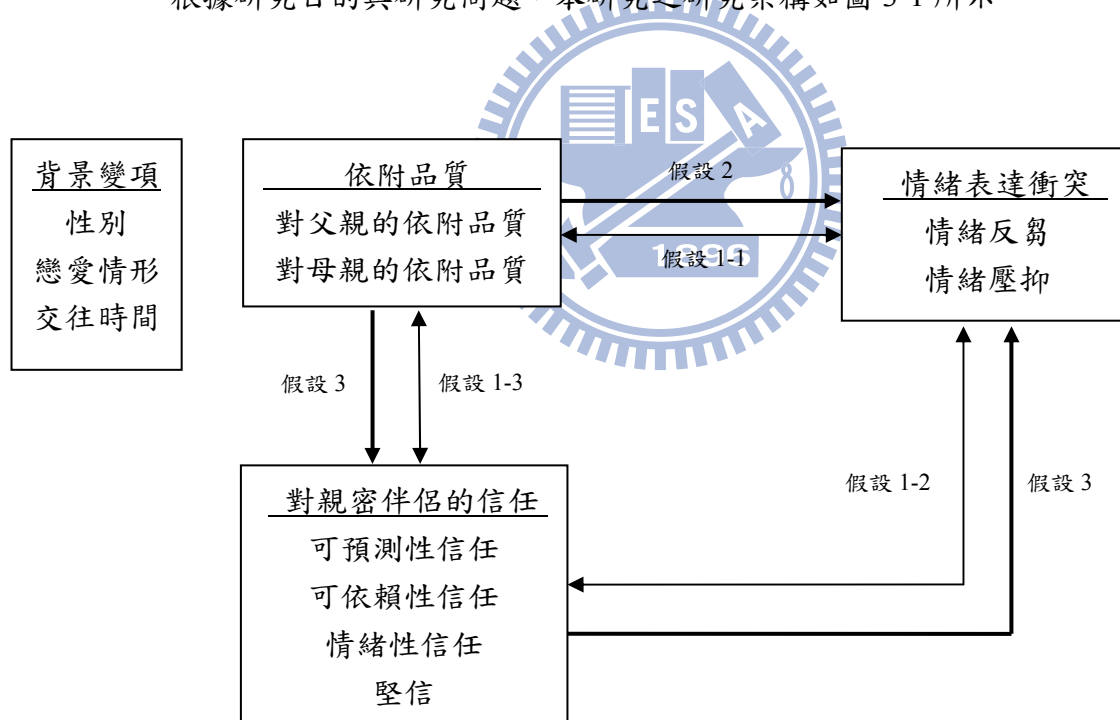 根據研究目的與研究問題，本研究之研究架構如圖 3-1 所示
E S A
1896
背景變項
性別
戀愛情形
交往時間
依附品質
對父親的依附品質
對母親的依附品質
假設 2
假設 1-1
情緒表達衝突
情緒反芻
情緒壓抑
假設 3
假設 1-3
假設 1-2
假設 3
對親密伴侶的信任
可預測性信任
可依賴性信任
情緒性信任
堅信